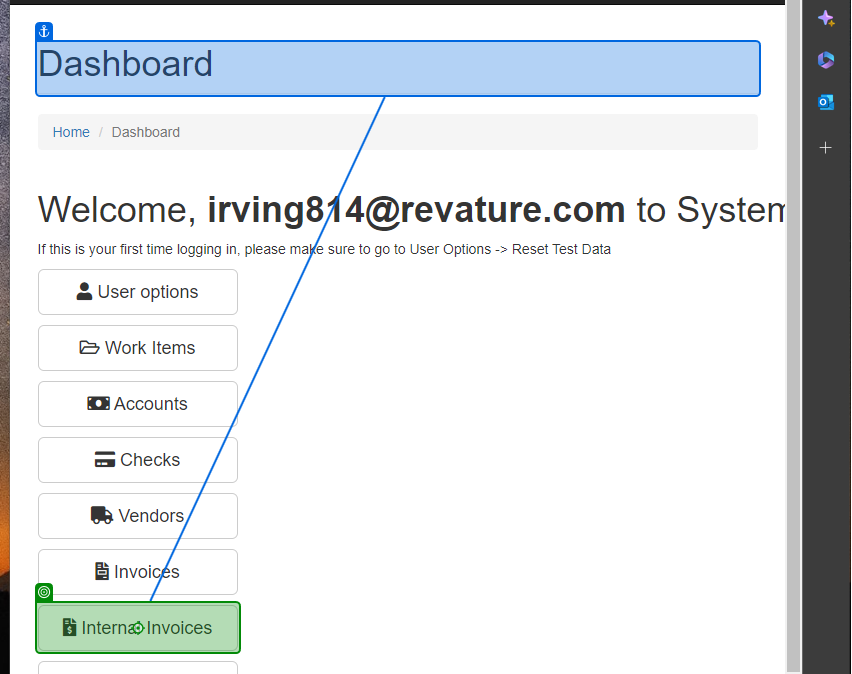 Dashboard
Home / Dashboard
Welcome, irving814@revature.com to System
If this is your first time logging in, please make sure to go to User Options -> Reset Test Data
User options
Work Items
Accounts
Checks
Vendors
Invoices
Internal Invoices